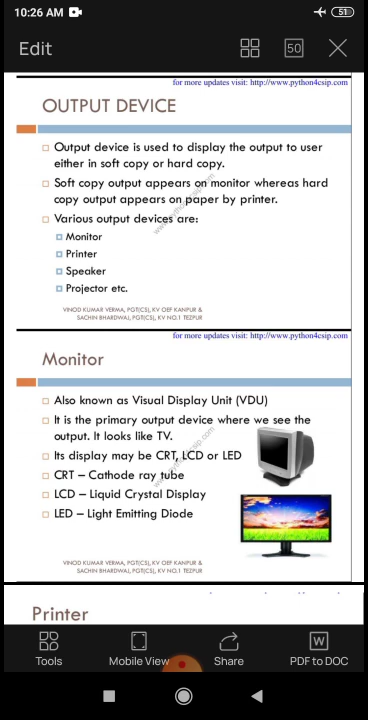 10:26 AM
51
Edit
50
for more updates visit: http://www.python4csip.com
OUTPUT DEVICE
Output device is used to display the output to user
either in soft copy or hard copy.
Soft copy output appears on monitor whereas hard
copy output appears on paper by printer.
Various output devices are:
Monitor
Printer
Speaker
Projector etc.
www.python4csip.com
VINOD KUMAR VERMA, PGT(CS), KV OEF KANPUR &
SACHIN BHARDWAJ, PGT(CS), KV NO.1 TEZPUR
for more updates visit: http://www.python4csip.com
Monitor
Also known as Visual Display Unit (VDU)
It is the primary output device where we see the
output. It looks like TV.
Its display may be CRT, LCD or LED
CRT – Cathode ray tube
LCD – Liquid Crystal Display
LED – Light Emitting Diode
www.python4csip.com
VINOD KUMAR VERMA, PGT(CS), KV OEF KANPUR &
SACHIN BHARDWAJ, PGT(CS), KV NO.1 TEZPUR
Printer
Tools
Mobile View
Share
W
PDF to DOC